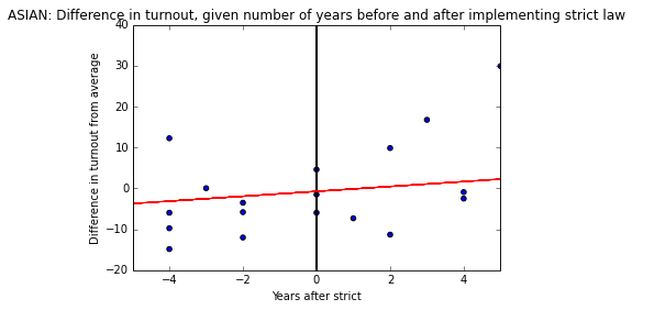 ASIAN: Difference in turnout, given number of years before and after implementing strict law
40
30
20
10
0
−10
−20
Difference in turnout from average
−4 −2 0 2 4
Years after strict